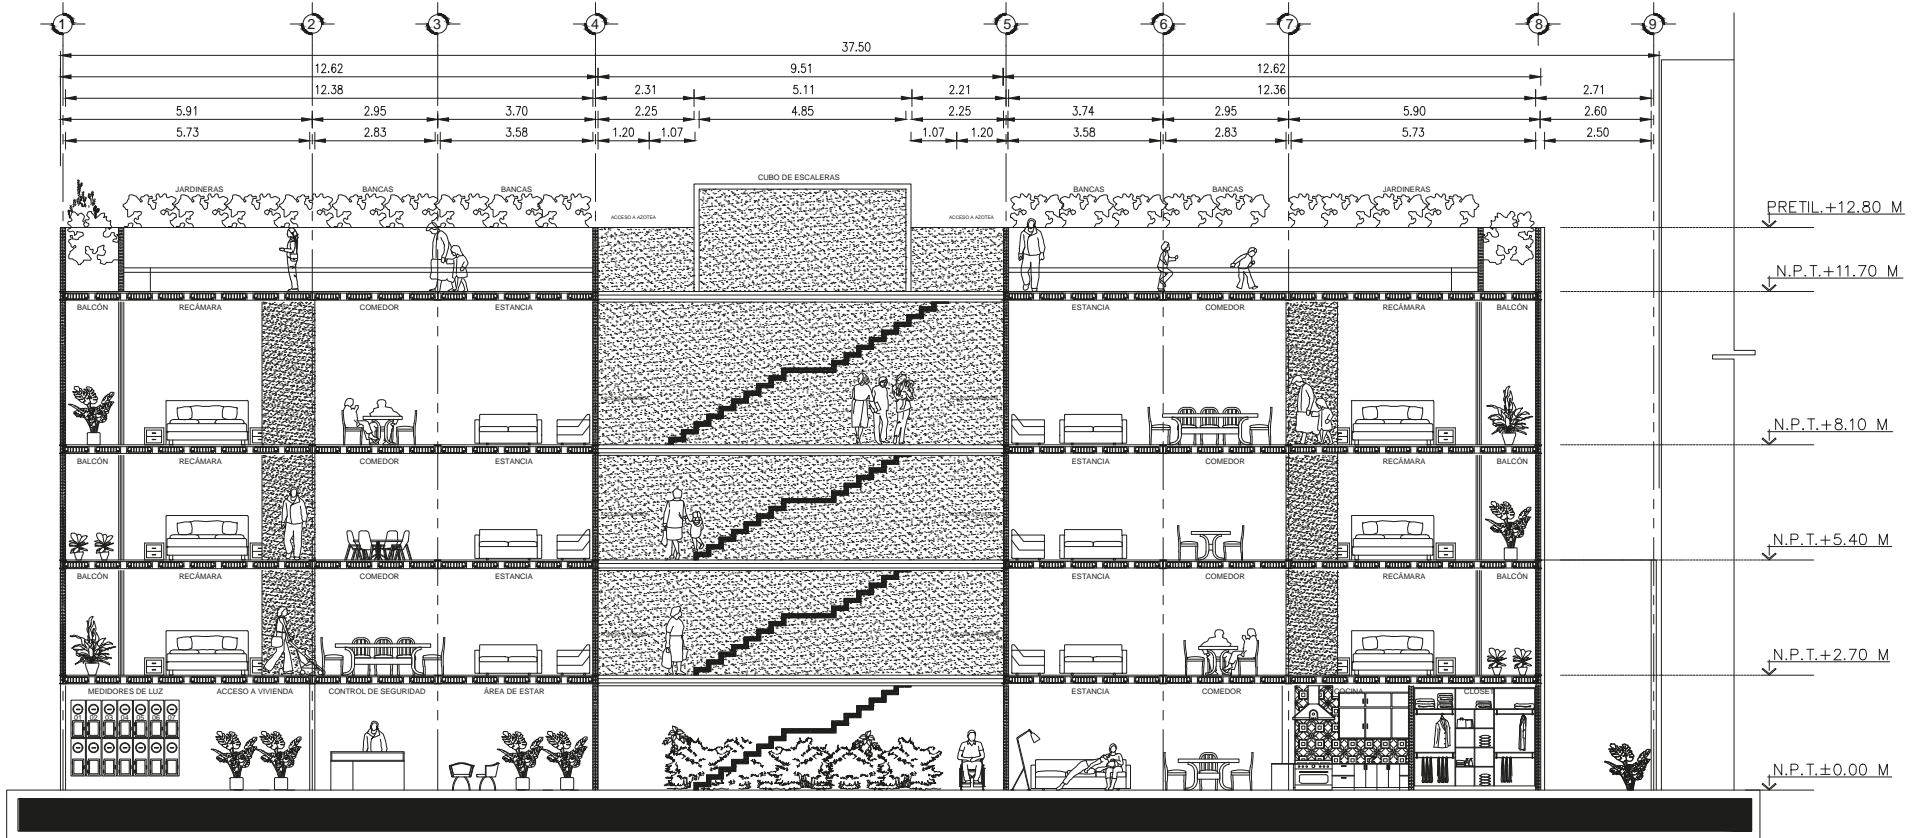 1 2 3 4 5 6 7 8 9
37.50
12.62 9.51 12.62
12.38 2.31 5.11 2.21 12.36 2.71
5.91 2.95 3.70 2.25 4.85 2.25 3.74 2.95 5.90 2.60
5.73 2.83 3.58 1.20 1.07 1.07 1.20 3.58 2.83 5.73 2.50
CUBO DE ESCALERAS
JARDINERAS BANCAS BANCAS BANCAS BANCAS JARDINERAS
ACCESO A AZOTEA ACCESO A AZOTEA
PRETIL.+12.80 M
N.P.T.+11.70 M
BALCÓN RECÁMARA COMEDOR ESTANCIA ESTANCIA COMEDOR RECÁMARA BALCÓN
N.P.T.+8.10 M
BALCÓN RECÁMARA COMEDOR ESTANCIA ESTANCIA COMEDOR RECÁMARA BALCÓN
N.P.T.+5.40 M
BALCÓN RECÁMARA COMEDOR ESTANCIA ESTANCIA COMEDOR RECÁMARA BALCÓN
N.P.T.+2.70 M
MEDIDORES DE LUZ ACCESO A VIVIENDA CONTROL DE SEGURIDAD ÁREA DE ESTAR ESTANCIA COMEDOR COCINA CLOSET
01 02 03 04 05 06 07
N.P.T.±0.00 M